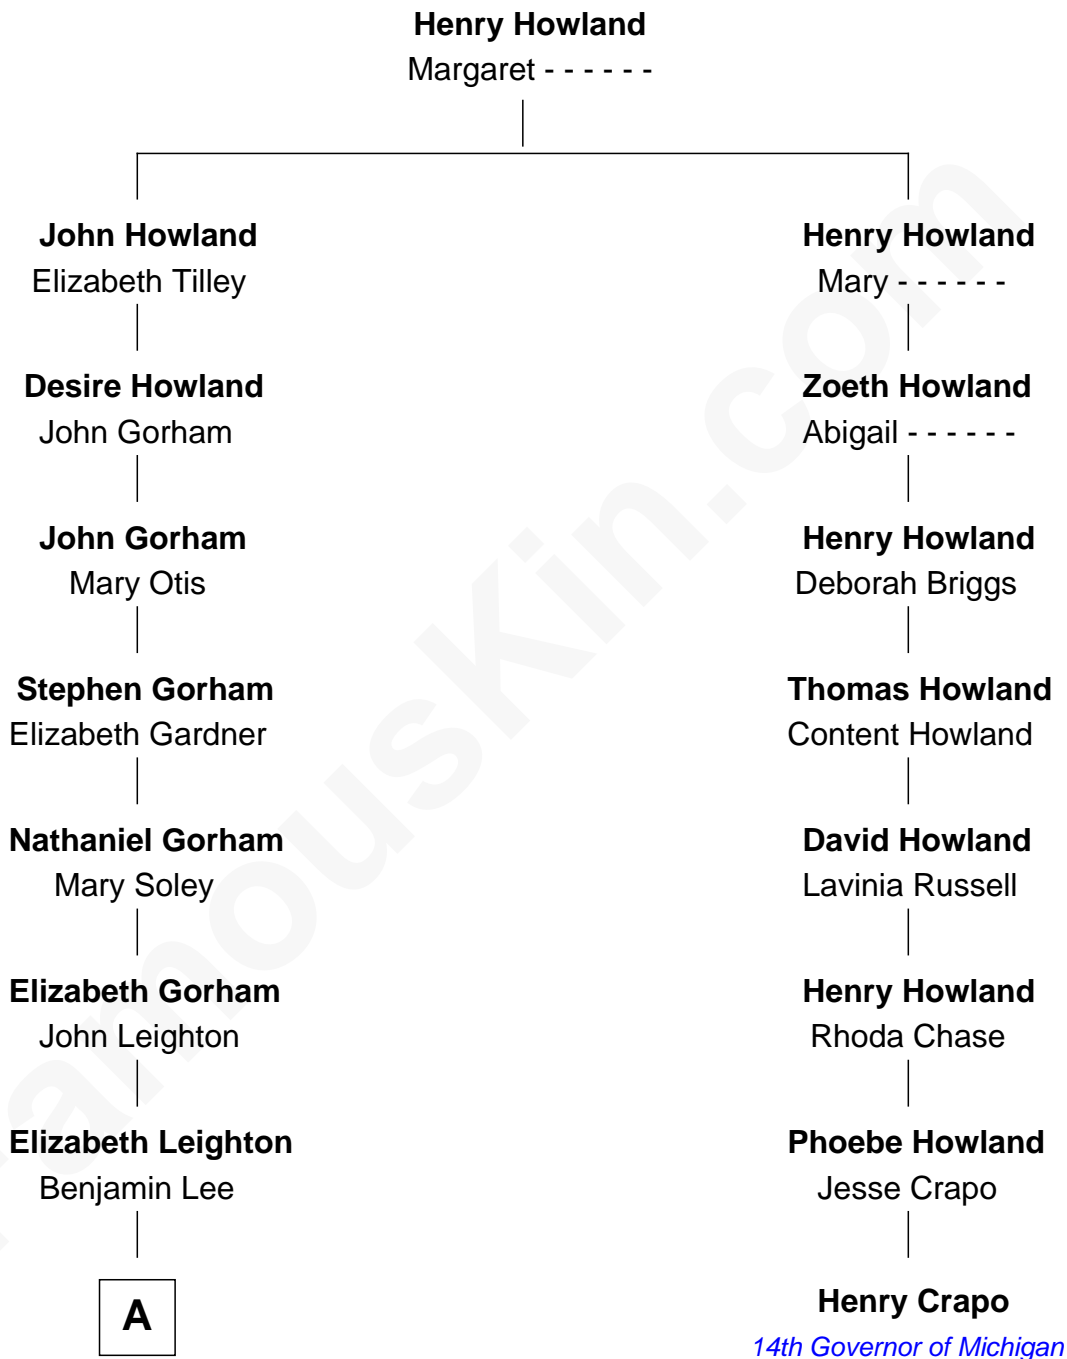 Henry Howland
Margaret - - - - - -
John Howland
Elizabeth Tilley
Henry Howland
Mary - - - - - -
Desire Howland
John Gorham
Zoeth Howland
Abigail - - - - - -
John Gorham
Mary Otis
Henry Howland
Deborah Briggs
Stephen Gorham
Elizabeth Gardner
Thomas Howland
Content Howland
Nathaniel Gorham
Mary Soley
David Howland
Lavinia Russell
Elizabeth Gorham
John Leighton
Henry Howland
Rhoda Chase
Elizabeth Leighton
Benjamin Lee
Phoebe Howland
Jesse Crapo
A
Henry Crapo
14th Governor of Michigan
FamousKin.com